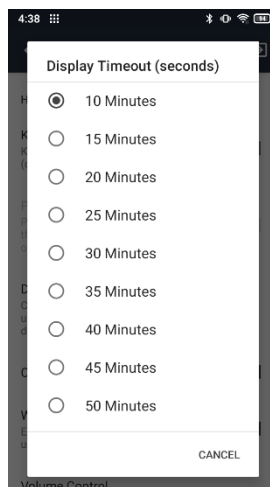 4:38
94
Display Timeout (seconds)
10 Minutes
15 Minutes
20 Minutes
25 Minutes
30 Minutes
35 Minutes
40 Minutes
45 Minutes
50 Minutes
CANCEL
Volume Control